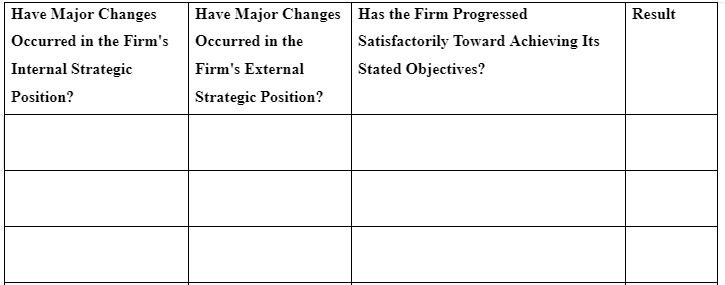 Have Major Changes
Occurred in the Firm's
Internal Strategic
Position?
Have Major Changes
Occurred in the
Firm's External
Strategic Position?
Has the Firm Progressed
Satisfactorily Toward Achieving Its
Stated Objectives?
Result